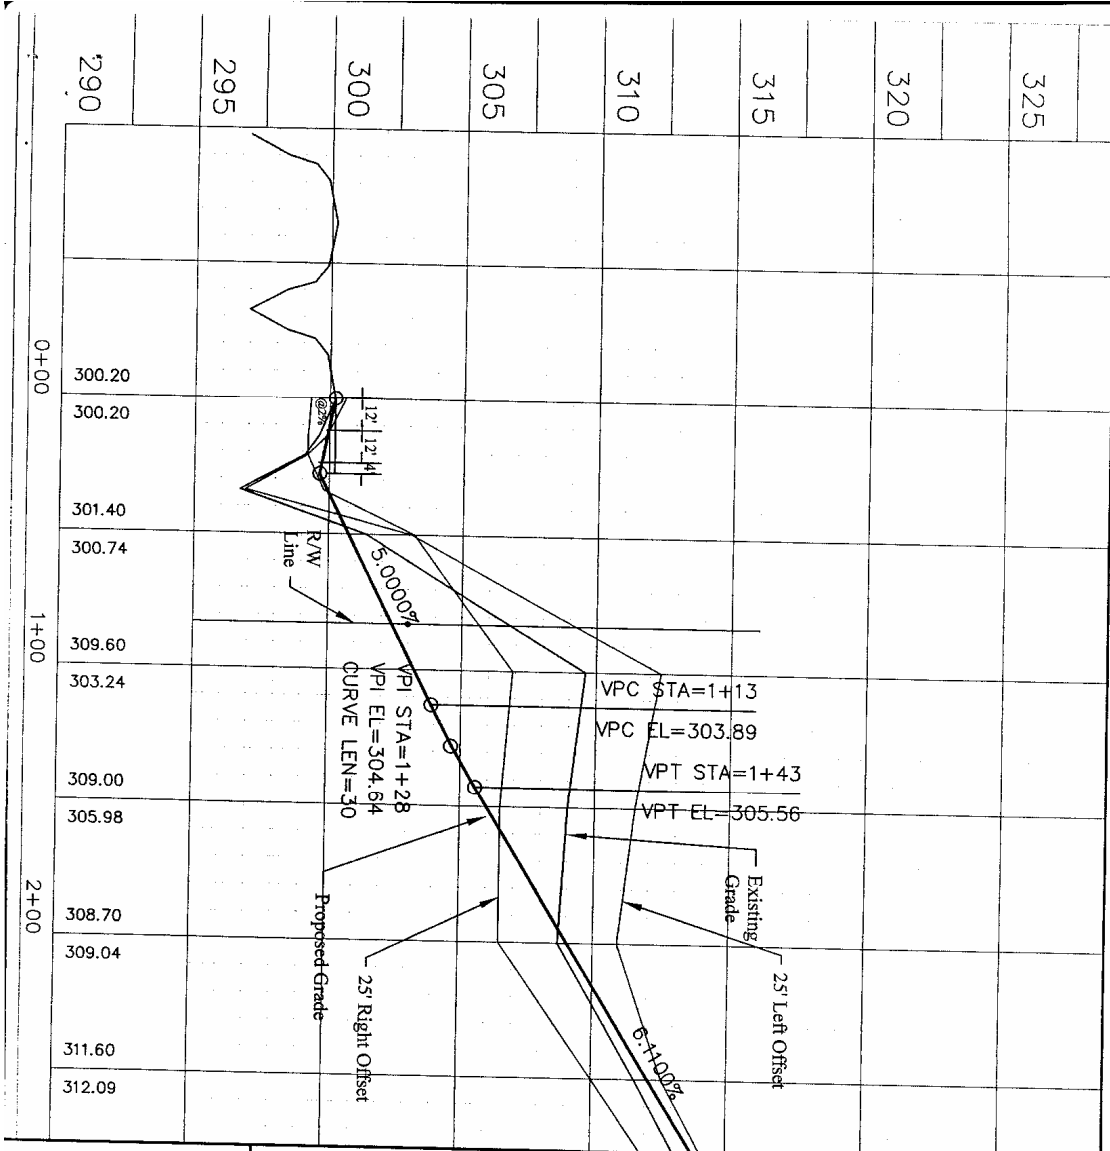 290
295
300
305
310
315
320
325
0+00
300.20
300.20
@2%
12'
12'
4'
301.40
300.74
R/W
Line
5.0000%
1+00
309.60
303.24
VPI STA=1+28
VPI EL=304.64
CURVE LEN=30
VPC STA=1+13
VPC EL=303.89
VPT STA=1+43
VPT EL=305.56
309.00
305.98
Existing
Grade
Proposed Grade
25' Right Offset
25' Left Offset
2+00
308.70
309.04
6.1100%
311.60
312.09